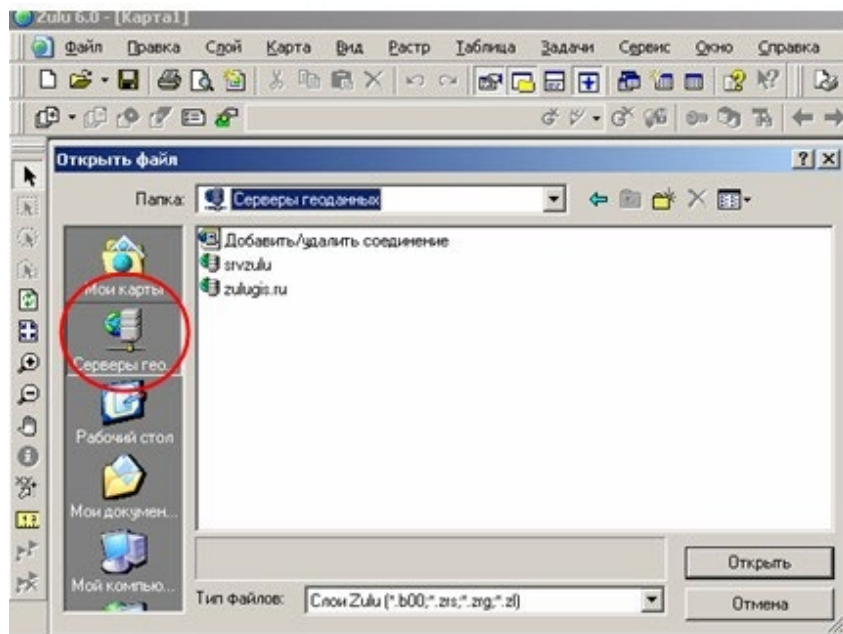 Zulu 6.0 - [Карта1]
Файл Правка Слой Карта Вид Растр Таблица Задачи Сервис Окно Справка
Открыть файл
Папка: Серверы геоданных
Добавить/удалить соединение
srvzulu
zulugis.ru
Мои карты
Серверы гео...
Рабочий стол
Мои докумен...
Мой компью...
Открыть
Тип файлов: Слои Zulu (*.b00;*.zrs;*.zrg;*.zl)
Отмена